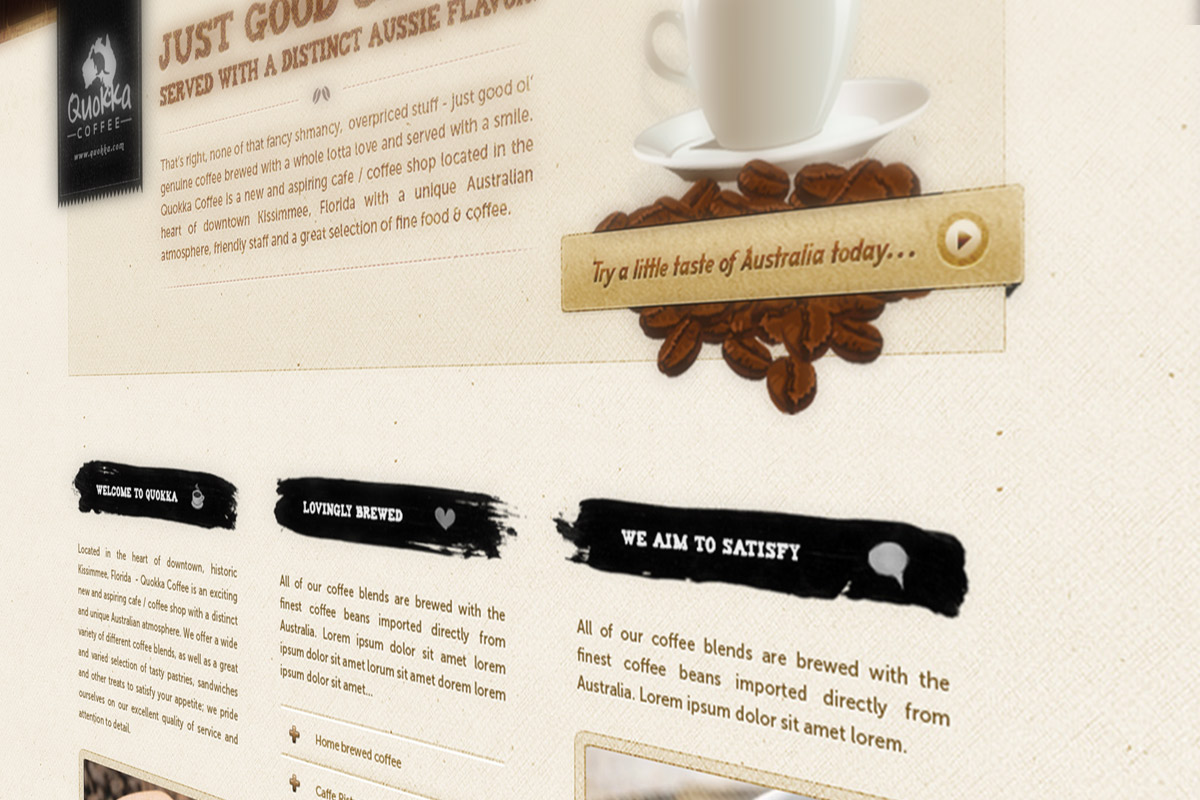 Quokka
COFFEE
www.quokka.com
JUST GOOD
SERVED WITH A DISTINCT AUSSIE FLAVOR
That's right, none of that fancy shmancy, overpriced stuff - just good ol'
genuine coffee brewed with a whole lotta love and served with a smile.
Quokka Coffee is a new and aspiring cafe / coffee shop located in the
heart of downtown Kissimmee, Florida with a unique Australian
atmosphere, friendly staff and a great selection of fine food & coffee.
Try a little taste of Australia today...
WELCOME TO QUOKKA
Located in the heart of downtown, historic
Kissimmee, Florida - Quokka Coffee is an exciting
new and aspiring cafe / coffee shop with a distinct
and unique Australian atmosphere. We offer a wide
variety of different coffee blends, as well as a great
and varied selection of tasty pastries, sandwiches
and other treats to satisfy your appetite; we pride
ourselves on our excellent quality of service and
attention to detail.
LOVINGLY BREWED
All of our coffee blends are brewed with the
finest coffee beans imported directly from
Australia. Lorem ipsum dolor sit amet lorem
ipsum dolor sit amet lorum sit amet dorem lorem
ipsum dolor sit amet...
Home brewed coffee
Caffe
WE AIM TO SATISFY
All of our coffee blends are brewed with the
finest coffee beans imported directly from
Australia. Lorem ipsum dolor sit amet lorem.